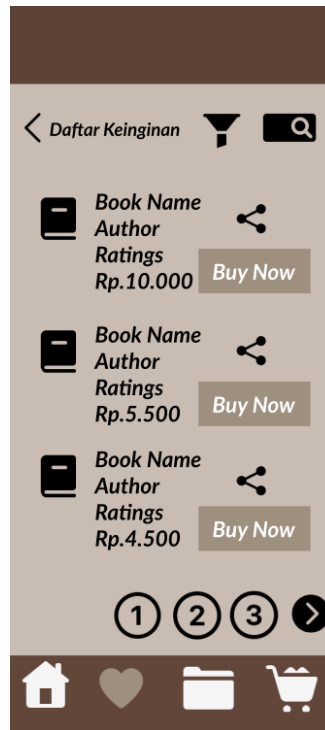 Daftar Keinginan
Book Name
Author
Ratings
Rp.10.000
Buy Now
Book Name
Author
Ratings
Rp.5.500
Buy Now
Book Name
Author
Ratings
Rp.4.500
Buy Now
1 2 3